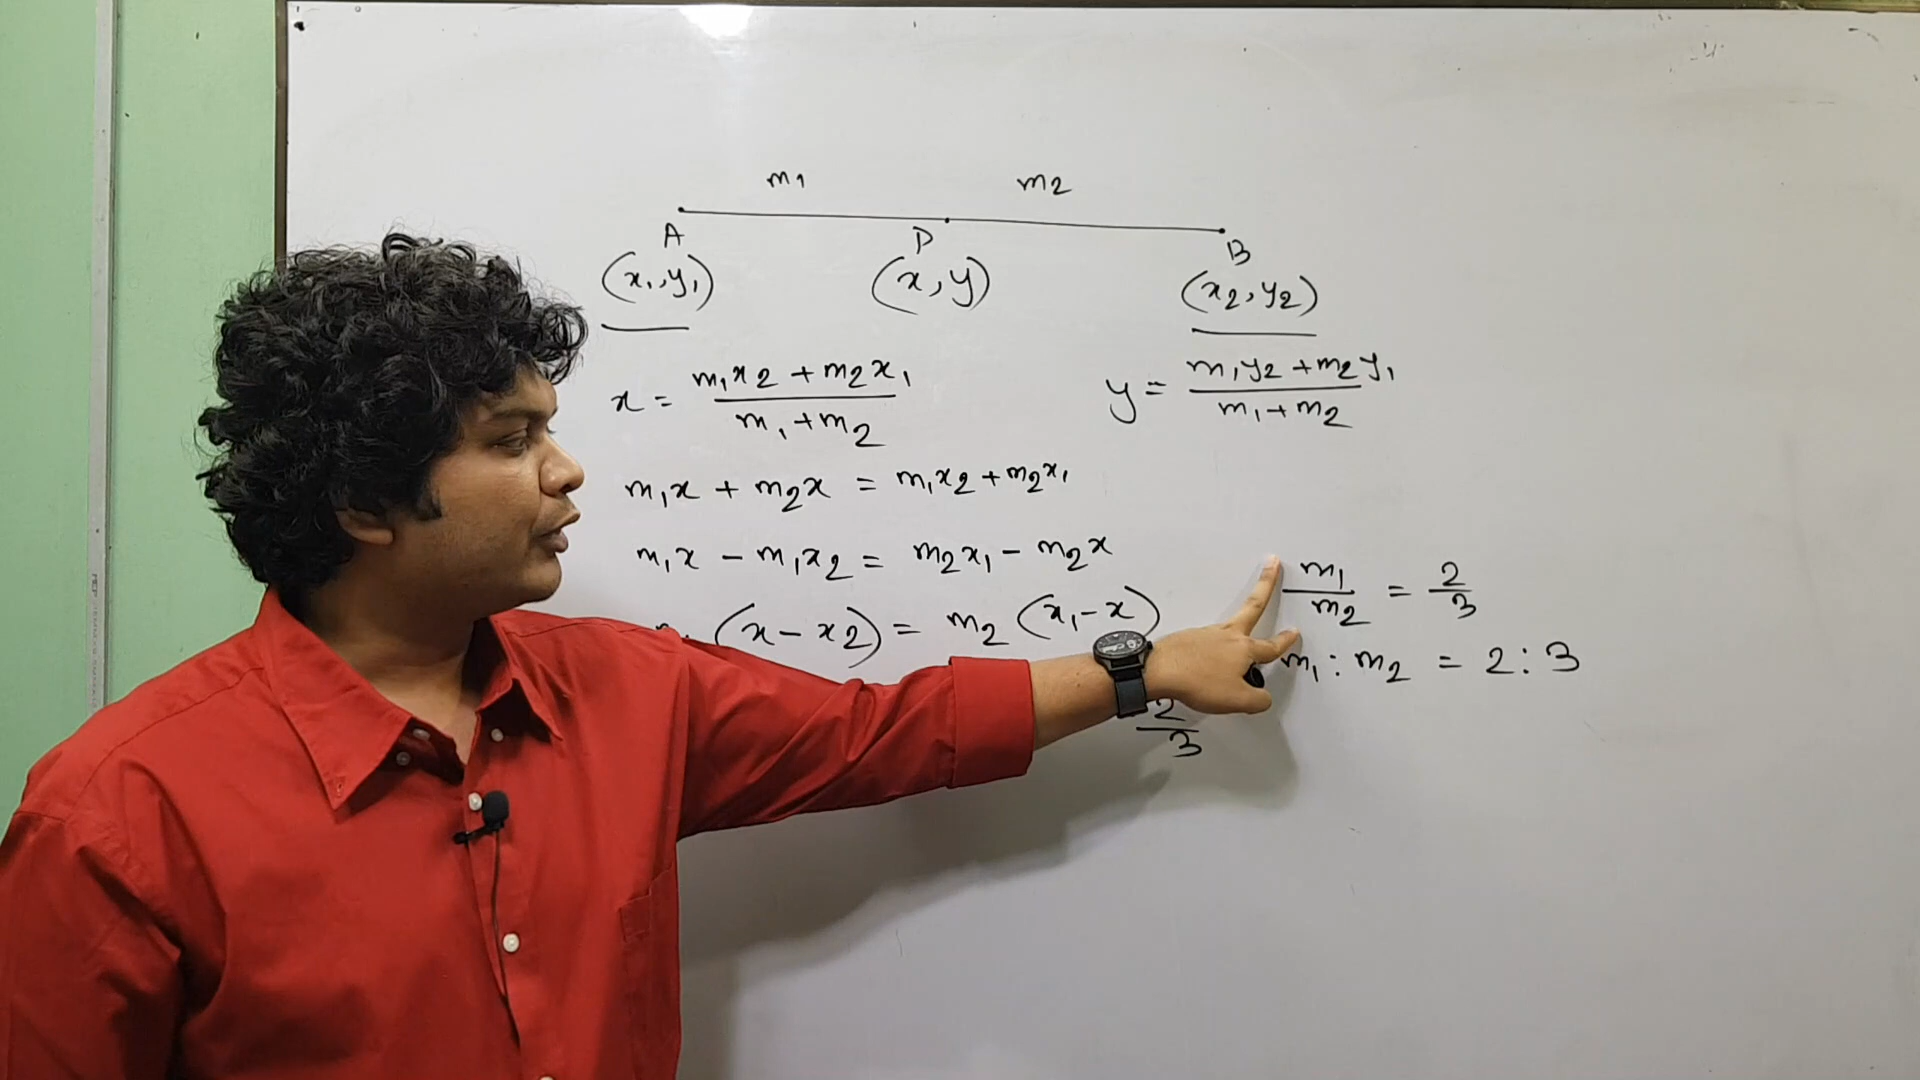 m₁ m₂
A P B
(x₁,y₁) (x,y) (x₂,y₂)
x = (m₁x₂+m₂x₁)/(m₁+m₂) y = (m₁y₂+m₂y₁)/(m₁+m₂)
m₁x + m₂x = m₁x₂+m₂x₁
m₁x − m₁x₂ = m₂x₁ − m₂x
(x − x₂) = m₂(x₁ − x)
2/3
m₁/m₂ = 2/3
m₁ : m₂ = 2 : 3